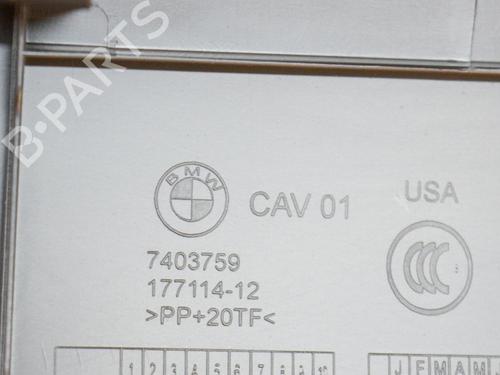 B-PARTS
BMW
CAV 01
USA
CCC
7403759
177114-12
>PP+20TF<
1 2 3 4 5 6 7 8 9 10
J F M A M J